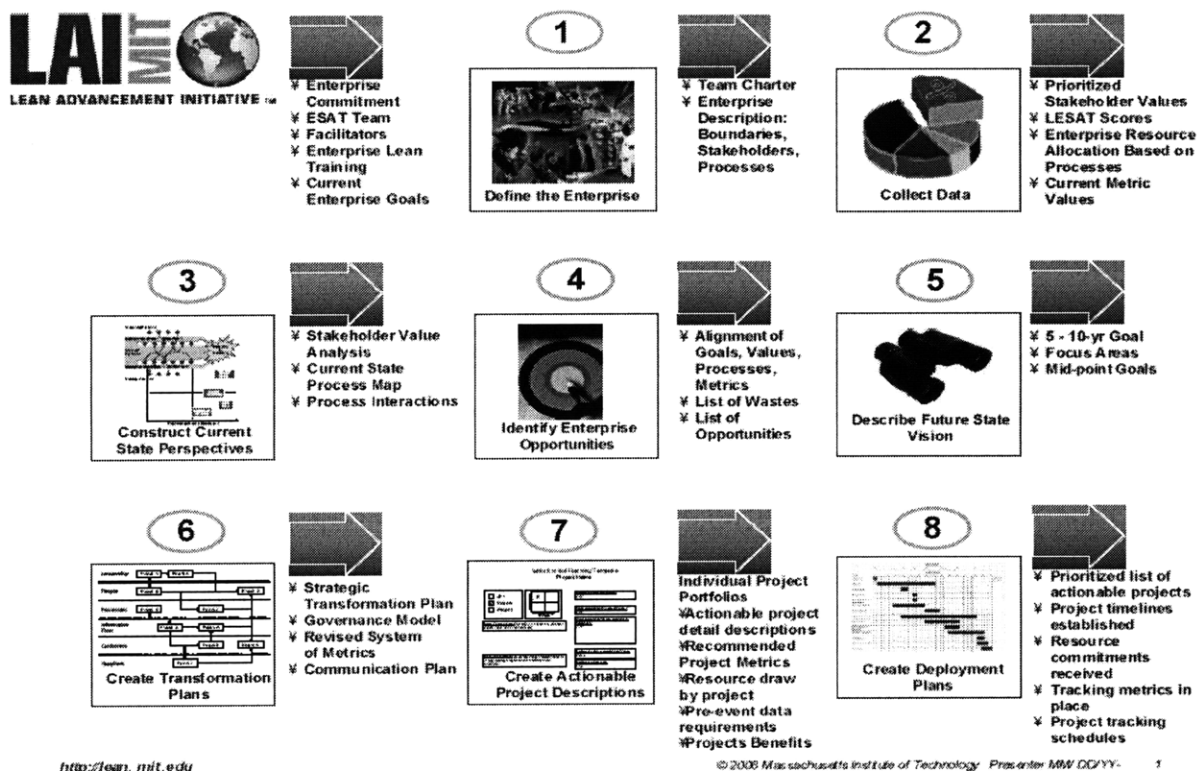 LAI MIT
LEAN ADVANCEMENT INITIATIVE ™
¥ Enterprise
Commitment
¥ ESAT Team
¥ Facilitators
¥ Enterprise Lean
Training
¥ Current
Enterprise Goals
1
Define the Enterprise
¥ Team Charter
¥ Enterprise
Description:
Boundaries,
Stakeholders,
Processes
2
Collect Data
¥ Prioritized
Stakeholder Values
¥ LESAT Scores
¥ Enterprise Resource
Allocation Based on
Processes
¥ Current Metric
Values
3
Construct Current
State Perspectives
¥ Stakeholder Value
Analysis
¥ Current State
Process Map
¥ Process Interactions
4
Identify Enterprise
Opportunities
¥ Alignment of
Goals, Values,
Processes,
Metrics
¥ List of Wastes
¥ List of
Opportunities
5
Describe Future State
Vision
¥ 5 - 10-yr Goal
¥ Focus Areas
¥ Mid-point Goals
6
Create Transformation
Plans
¥ Strategic
Transformation Plan
¥ Governance Model
¥ Revised System
of Metrics
¥ Communication Plan
7
Create Actionable
Project Descriptions
Individual Project
Portfolios
¥Actionable project
detail descriptions
¥Recommended
Project Metrics
¥Resource draw
by project
¥Pre-event data
requirements
¥Projects Benefits
8
Create Deployment
Plans
¥ Prioritized list of
actionable projects
¥ Project timelines
established
¥ Resource
commitments
received
¥ Tracking metrics in
place
¥ Project tracking
schedules
http://lean.mit.edu
© 2008 Massachusetts Institute of Technology Presenter MM/DD/YY- 1